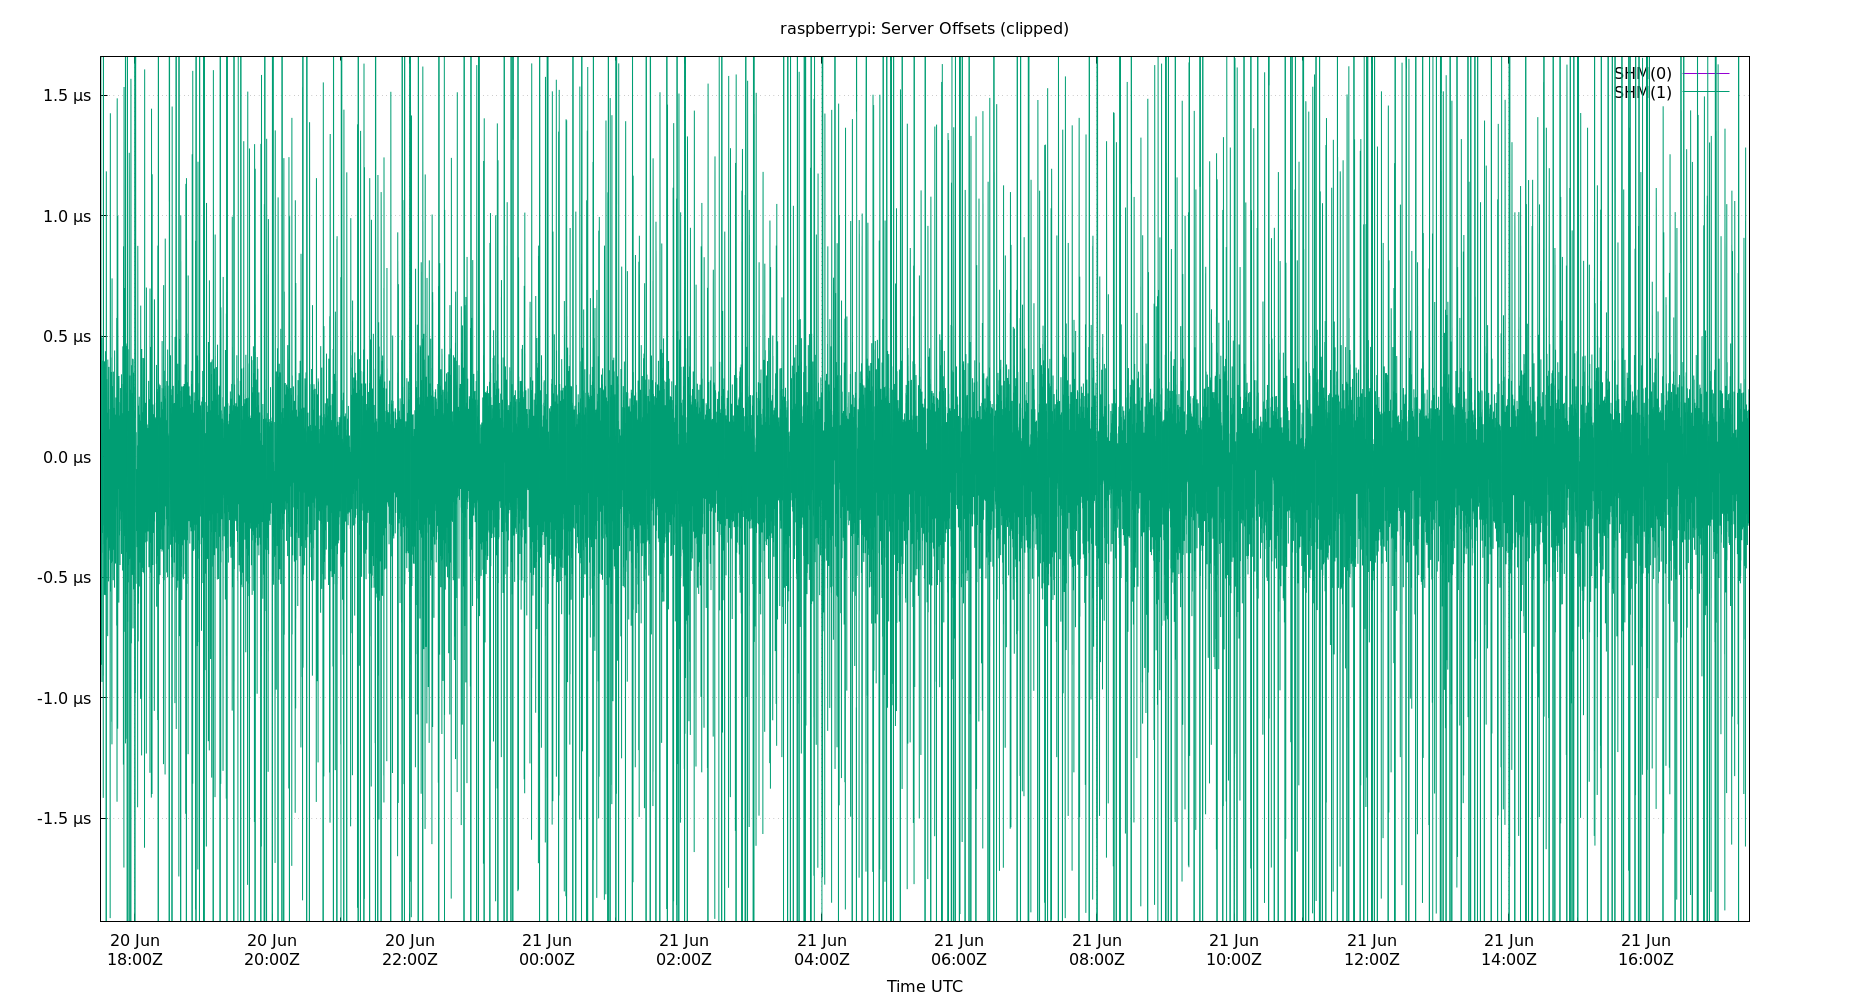 raspberrypi: Server Offsets (clipped)
SHM(0)
SHM(1)
1.5 µs
1.0 µs
0.5 µs
0.0 µs
-0.5 µs
-1.0 µs
-1.5 µs
20 Jun 20 Jun 20 Jun 21 Jun 21 Jun 21 Jun 21 Jun 21 Jun 21 Jun 21 Jun 21 Jun 21 Jun
18:00Z 20:00Z 22:00Z 00:00Z 02:00Z 04:00Z 06:00Z 08:00Z 10:00Z 12:00Z 14:00Z 16:00Z
Time UTC